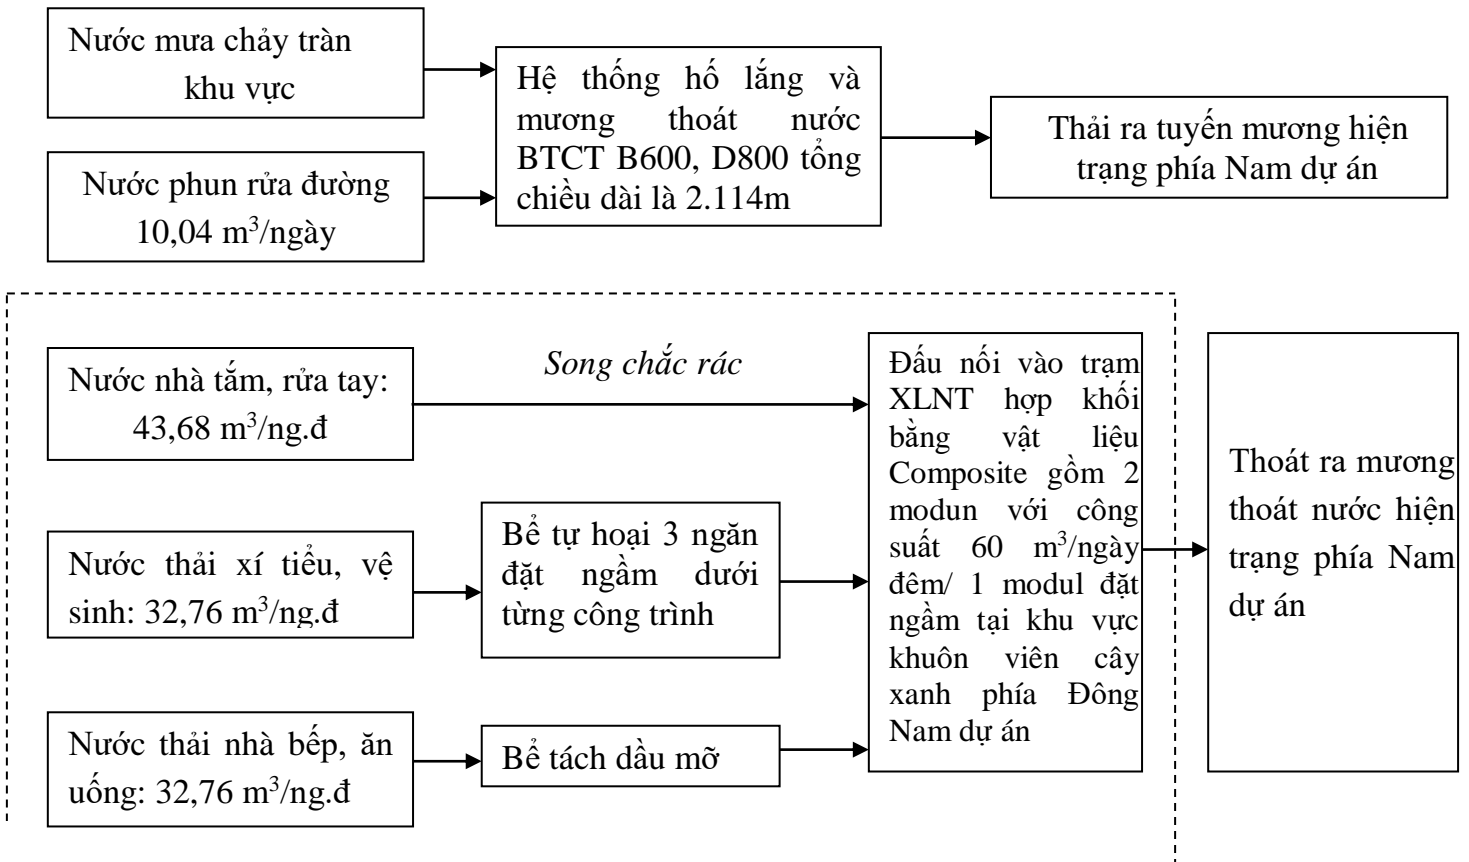 Nước mưa chảy tràn
khu vực
Nước phun rửa đường
10,04 m³/ngày
Hệ thống hố lắng và
mương thoát nước
BTCT B600, D800 tổng
chiều dài là 2.114m
Thải ra tuyến mương hiện
trạng phía Nam dự án
Nước nhà tắm, rửa tay:
43,68 m³/ng.đ
Song chắc rác
Nước thải xí tiểu, vệ
sinh: 32,76 m³/ng.đ
Bể tự hoại 3 ngăn
đặt ngầm dưới
từng công trình
Nước thải nhà bếp, ăn
uống: 32,76 m³/ng.đ
Bể tách dầu mỡ
Đấu nối vào trạm
XLNT hợp khối
bằng vật liệu
Composite gồm 2
modun với công
suất 60 m³/ngày
đêm/ 1 modul đặt
ngầm tại khu vực
khuôn viên cây
xanh phía Đông
Nam dự án
Thoát ra mương
thoát nước hiện
trạng phía Nam
dự án